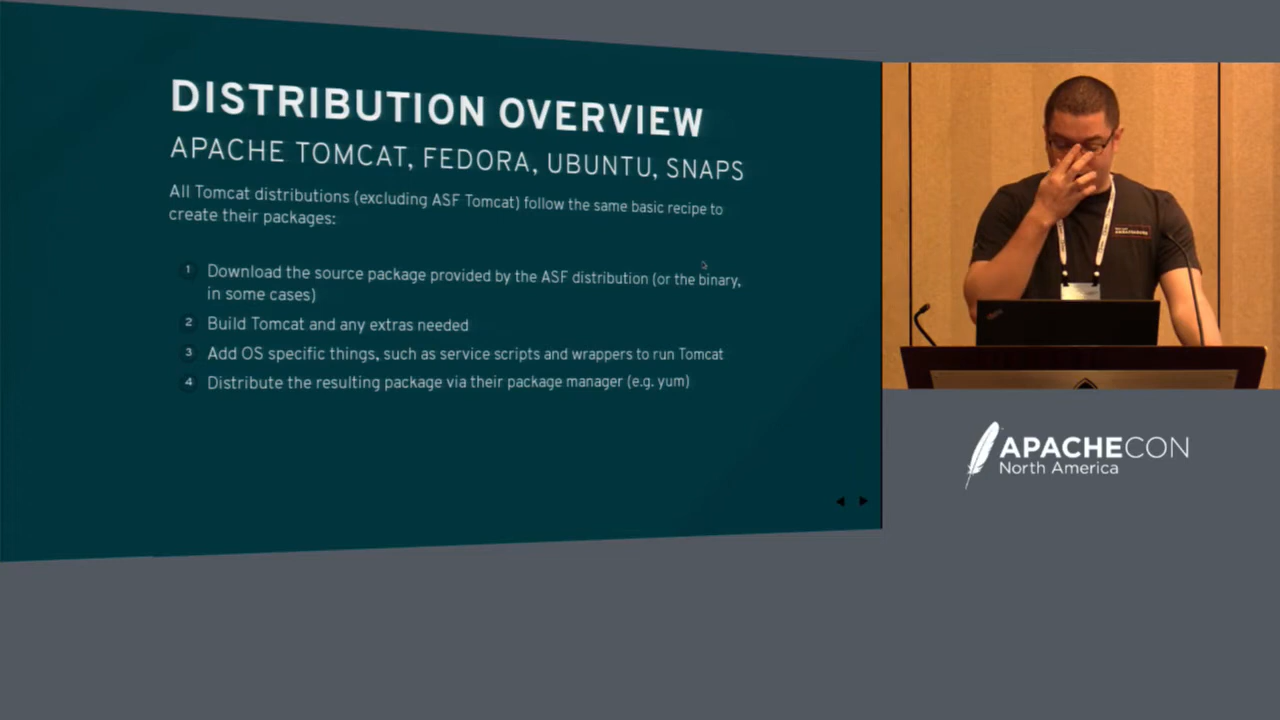 DISTRIBUTION OVERVIEW
APACHE TOMCAT, FEDORA, UBUNTU, SNAPS
All Tomcat distributions (excluding ASF Tomcat) follow the same basic recipe to
create their packages:
1 Download the source package provided by the ASF distribution (or the binary,
in some cases)
2 Build Tomcat and any extras needed
3 Add OS specific things, such as service scripts and wrappers to run Tomcat
4 Distribute the resulting package via their package manager (e.g. yum)
APACHECON
North America